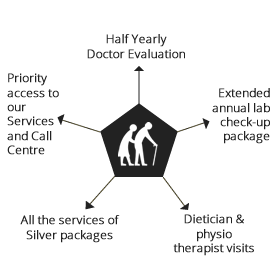 Half Yearly
Doctor Evaluation
Priority
access to
our
Services
and Call
Centre
Extended
annual lab
check-up
package
All the services of
Silver packages
Dietician &
physio
therapist visits